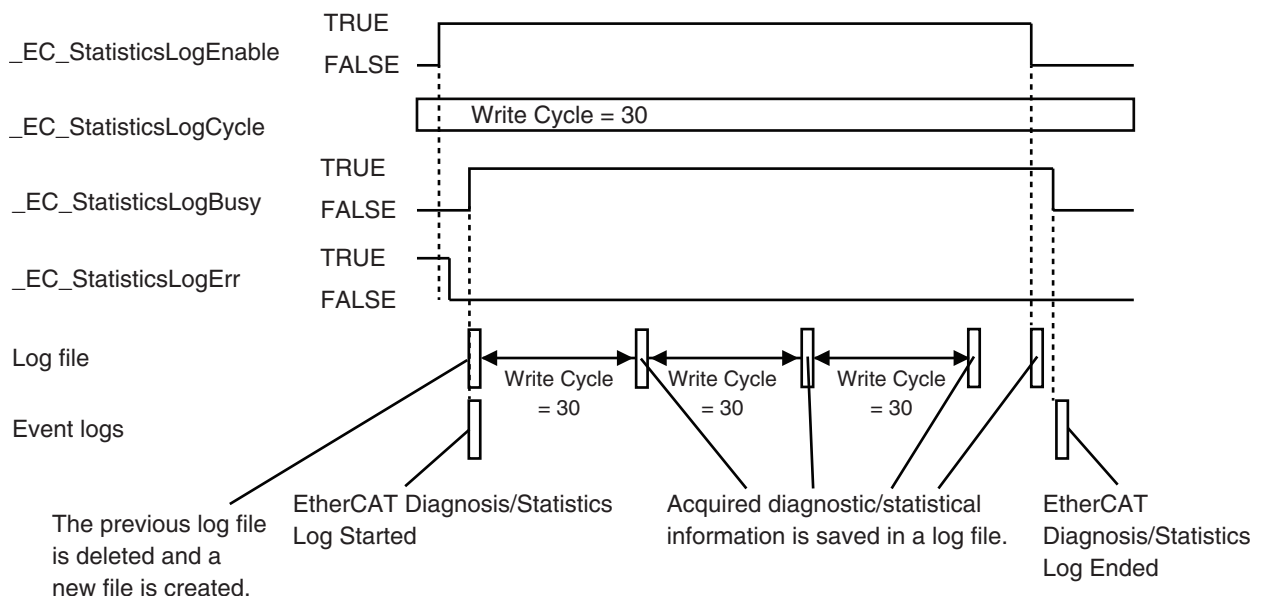 _EC_StatisticsLogEnable
TRUE
FALSE
_EC_StatisticsLogCycle
Write Cycle = 30
_EC_StatisticsLogBusy
TRUE
FALSE
_EC_StatisticsLogErr
TRUE
FALSE
Log file
Write Cycle
= 30
Write Cycle
= 30
Write Cycle
= 30
Event logs
The previous log file
is deleted and a
new file is created.
EtherCAT Diagnosis/Statistics
Log Started
Acquired diagnostic/statistical
information is saved in a log file.
EtherCAT
Diagnosis/Statistics
Log Ended